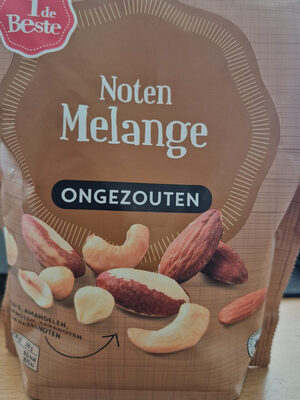 1 de
Beste
Noten
Melange
ONGEZOUTEN
AMANDELEN,